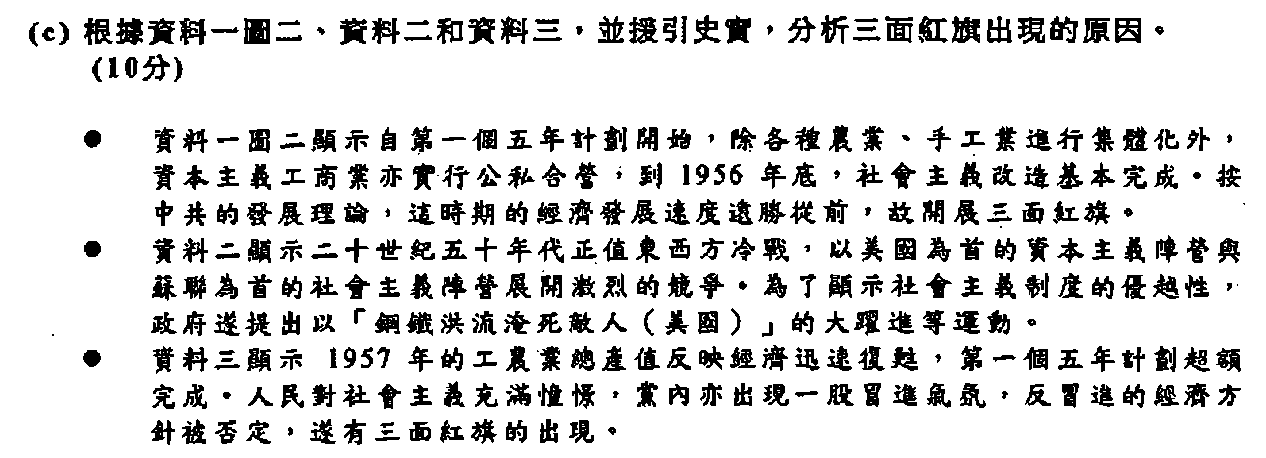 (c) 根據資料一圖二、資料二和資料三，並援引史實，分析三面紅旗出現的原因。
(10分)
● 資料一圖二顯示自第一個五年計劃開始，除各種農業、手工業進行集體化外，
資本主義工商業亦實行公私合營，到 1956 年底，社會主義改造基本完成。按
中共的發展理論，這時期的經濟發展速度遠勝從前，故開展三面紅旗。
● 資料二顯示二十世紀五十年代正值東西方冷戰，以美國為首的資本主義陣營與
蘇聯為首的社會主義陣營展開激烈的競爭。為了顯示社會主義制度的優越性，
政府遂提出以「鋼鐵洪流淹死敵人（美國）」的大躍進等運動。
● 資料三顯示 1957 年的工農業總產值反映經濟迅速復甦，第一個五年計劃超額
完成。人民對社會主義充滿憧憬，黨內亦出現一股冒進氣氛，反冒進的經濟方
針被否定，遂有三面紅旗的出現。